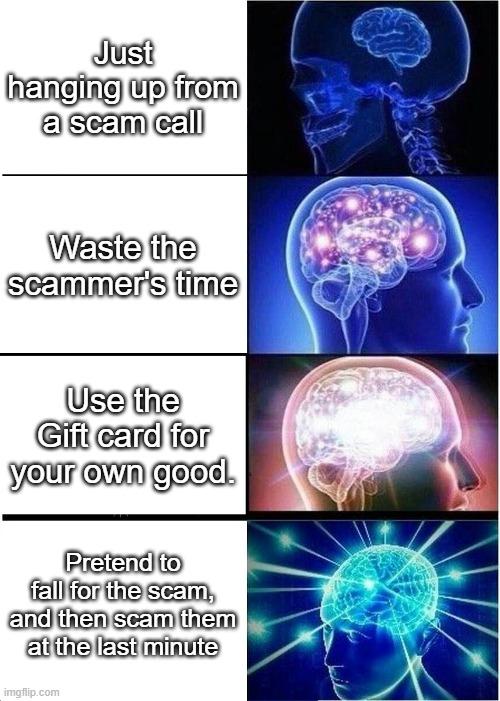 Just
hanging up from
a scam call
Waste the
scammer's time
Use the
Gift card for
your own good.
Pretend to
fall for the scam,
and then scam them
at the last minute
imgflip.com